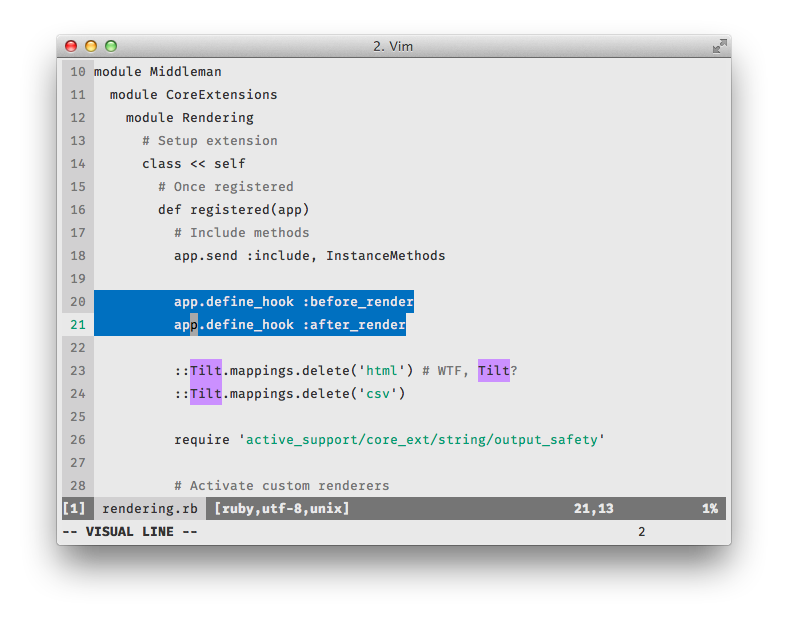 2. Vim
10 module Middleman
11 module CoreExtensions
12 module Rendering
13 # Setup extension
14 class << self
15 # Once registered
16 def registered(app)
17 # Include methods
18 app.send :include, InstanceMethods
19
20 app.define_hook :before_render
21 app.define_hook :after_render
22
23 ::Tilt.mappings.delete('html') # WTF, Tilt?
24 ::Tilt.mappings.delete('csv')
25
26 require 'active_support/core_ext/string/output_safety'
27
28 # Activate custom renderers
[1] rendering.rb [ruby,utf-8,unix] 21,13 1%
-- VISUAL LINE -- 2